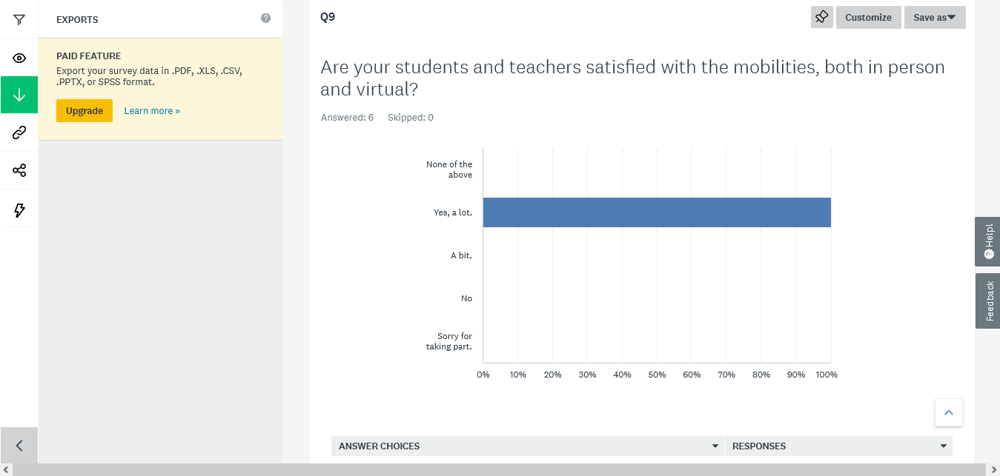 EXPORTS
PAID FEATURE
Export your survey data in .PDF, .XLS, .CSV,
.PPTX, or SPSS format.
Upgrade
Learn more »
Q9
Customize
Save as
Are your students and teachers satisfied with the mobilities, both in person
and virtual?
Answered: 6 Skipped: 0
None of the
above
Yes, a lot.
A bit.
No
Sorry for
taking part.
0% 10% 20% 30% 40% 50% 60% 70% 80% 90% 100%
ANSWER CHOICES
RESPONSES
Help!
Feedback